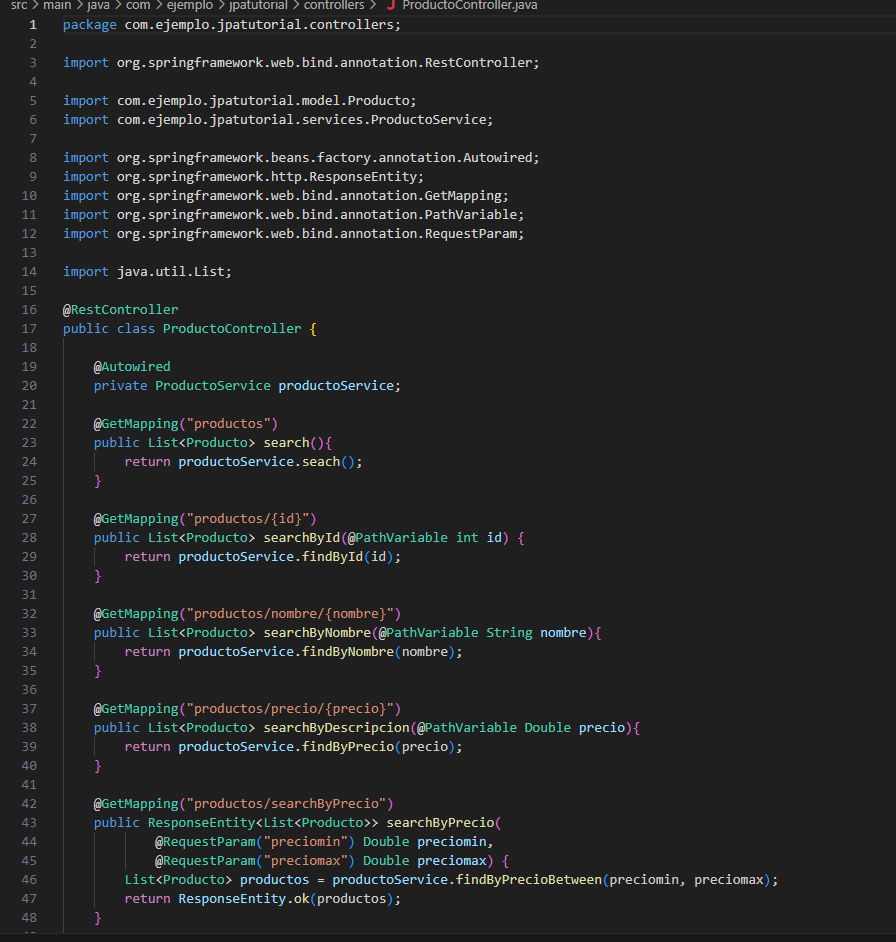 src > main > java > com > ejemplo > jpatutorial > controllers > J ProductoController.java
1 package com.ejemplo.jpatutorial.controllers;
2
3 import org.springframework.web.bind.annotation.RestController;
4
5 import com.ejemplo.jpatutorial.model.Producto;
6 import com.ejemplo.jpatutorial.services.ProductoService;
7
8 import org.springframework.beans.factory.annotation.Autowired;
9 import org.springframework.http.ResponseEntity;
10 import org.springframework.web.bind.annotation.GetMapping;
11 import org.springframework.web.bind.annotation.PathVariable;
12 import org.springframework.web.bind.annotation.RequestParam;
13
14 import java.util.List;
15
16 @RestController
17 public class ProductoController {
18
19     @Autowired
20     private ProductoService productoService;
21
22     @GetMapping("productos")
23     public List<Producto> search(){
24         return productoService.seach();
25     }
26
27     @GetMapping("productos/{id}")
28     public List<Producto> searchById(@PathVariable int id) {
29         return productoService.findById(id);
30     }
31
32     @GetMapping("productos/nombre/{nombre}")
33     public List<Producto> searchByNombre(@PathVariable String nombre){
34         return productoService.findByNombre(nombre);
35     }
36
37     @GetMapping("productos/precio/{precio}")
38     public List<Producto> searchByDescripcion(@PathVariable Double precio){
39         return productoService.findByPrecio(precio);
40     }
41
42     @GetMapping("productos/searchByPrecio")
43     public ResponseEntity<List<Producto>> searchByPrecio(
44             @RequestParam("preciomin") Double preciomin,
45             @RequestParam("preciomax") Double preciomax) {
46         List<Producto> productos = productoService.findByPrecioBetween(preciomin, preciomax);
47         return ResponseEntity.ok(productos);
48     }